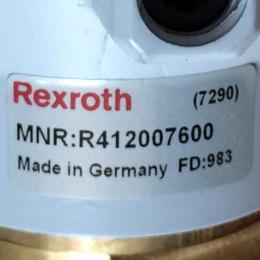 Rexroth (7290)
MNR:R412007600
Made in Germany FD:983